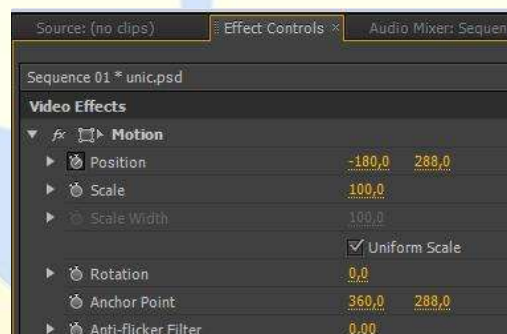 Source: (no clips) Effect Controls × Audio Mixer: Sequen
Sequence 01 * unic.psd
Video Effects
fx Motion
Position -180,0 288,0
Scale 100,0
Scale Width 100,0
Uniform Scale
Rotation 0,0
Anchor Point 360,0 288,0
Anti-flicker Filter 0,00